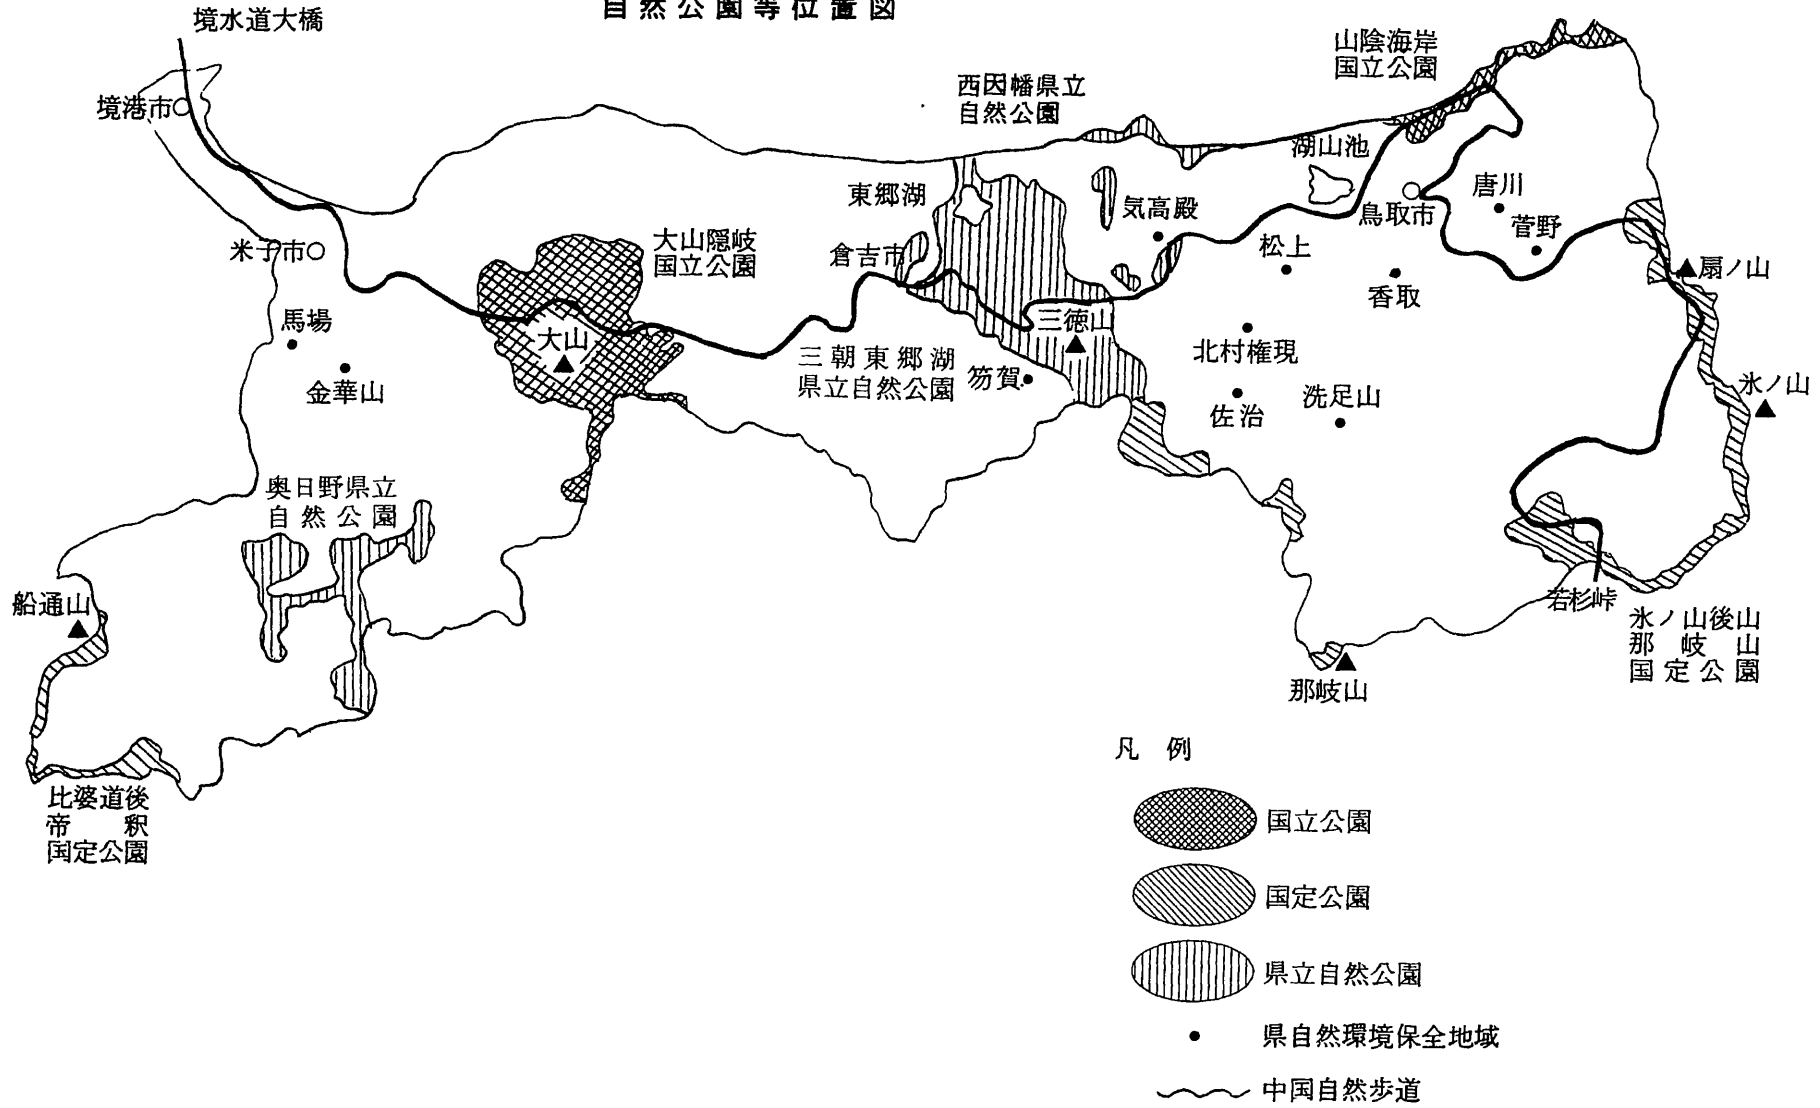 自然公園等位置図
境水道大橋
境港市
米子市
馬場
金華山
大山
大山隠岐
国立公園
奥日野県立
自然公園
船通山
比婆道後
帝釈
国定公園
西因幡県立
自然公園
東郷湖
倉吉市
三朝東郷湖
県立自然公園
笏賀
三徳山
気高殿
山陰海岸
国立公園
湖山池
鳥取市
唐川
菅野
松上
香取
扇ノ山
北村権現
佐治
洗足山
氷ノ山
若杉峠
氷ノ山後山
那岐山
国定公園
那岐山
凡例
国立公園
国定公園
県立自然公園
県自然環境保全地域
中国自然歩道